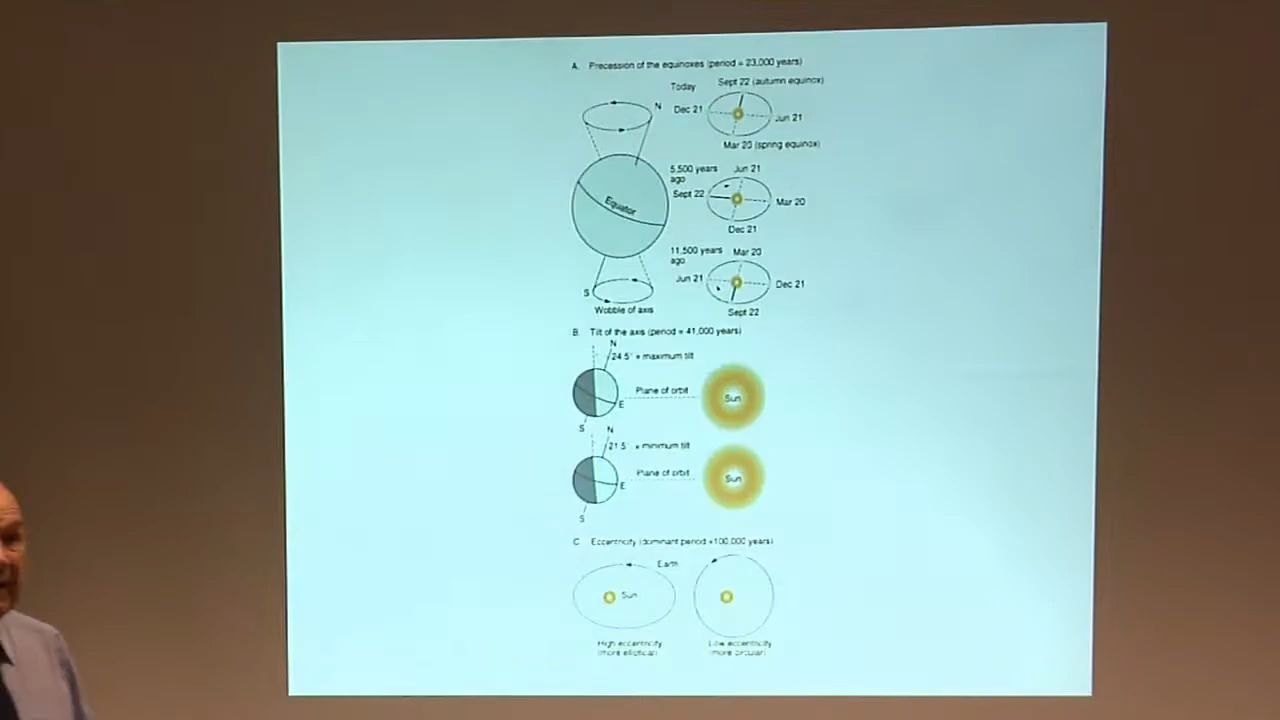 A. Precession of the equinoxes (period = 23,000 years)
Today
Sept 22 (autumn equinox)
N
Dec 21
Jun 21
Mar 20 (spring equinox)
5,500 years
ago
Jun 21
Sept 22
Mar 20
Equator
Dec 21
11,500 years
ago
Mar 20
Jun 21
Dec 21
S
Wobble of axis
Sept 22
B. Tilt of the axis (period = 41,000 years)
N
24.5° = maximum tilt
Plane of orbit
Sun
E
S
N
21.5° = minimum tilt
Plane of orbit
Sun
E
S
C. Eccentricity (dominant period =100,000 years)
Earth
Sun
High eccentricity
(more elliptical)
Low eccentricity
(more circular)